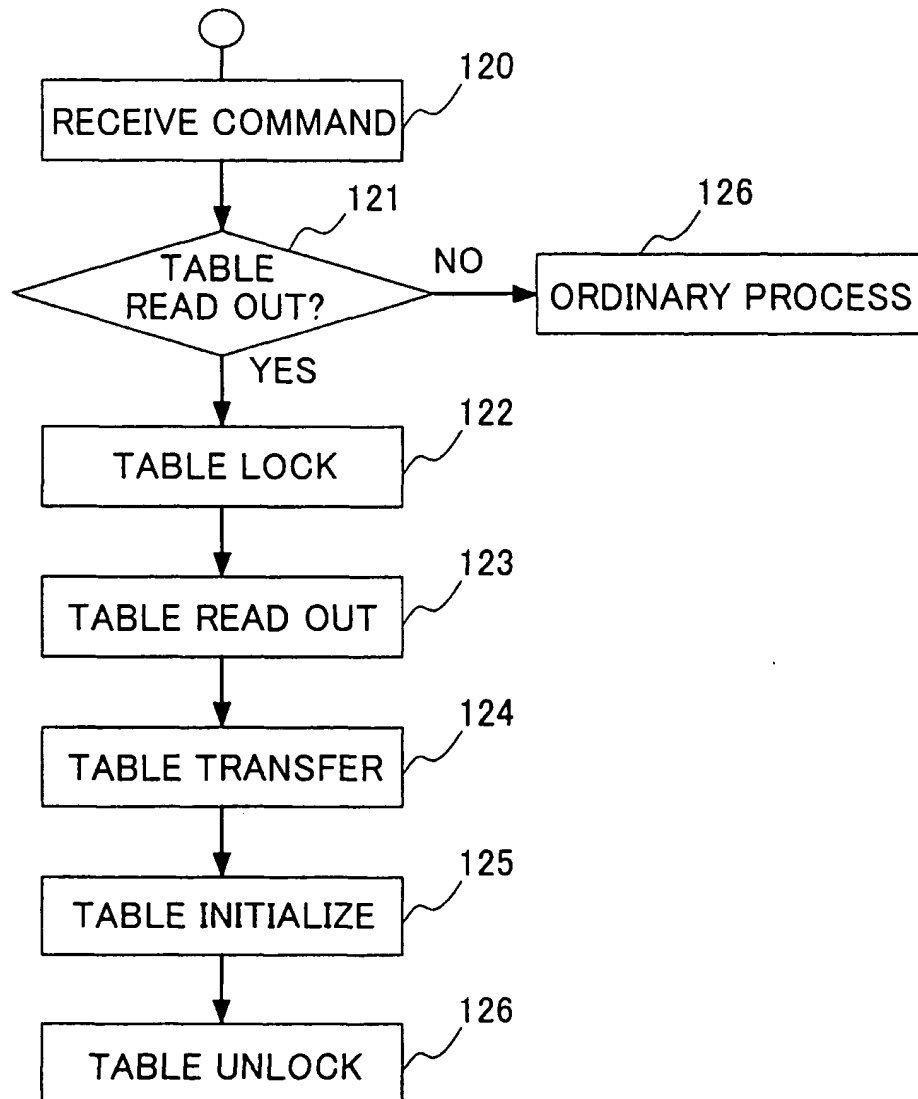 120
RECEIVE COMMAND
121
TABLE
READ OUT?
NO
126
ORDINARY PROCESS
YES
122
TABLE LOCK
123
TABLE READ OUT
124
TABLE TRANSFER
125
TABLE INITIALIZE
126
TABLE UNLOCK